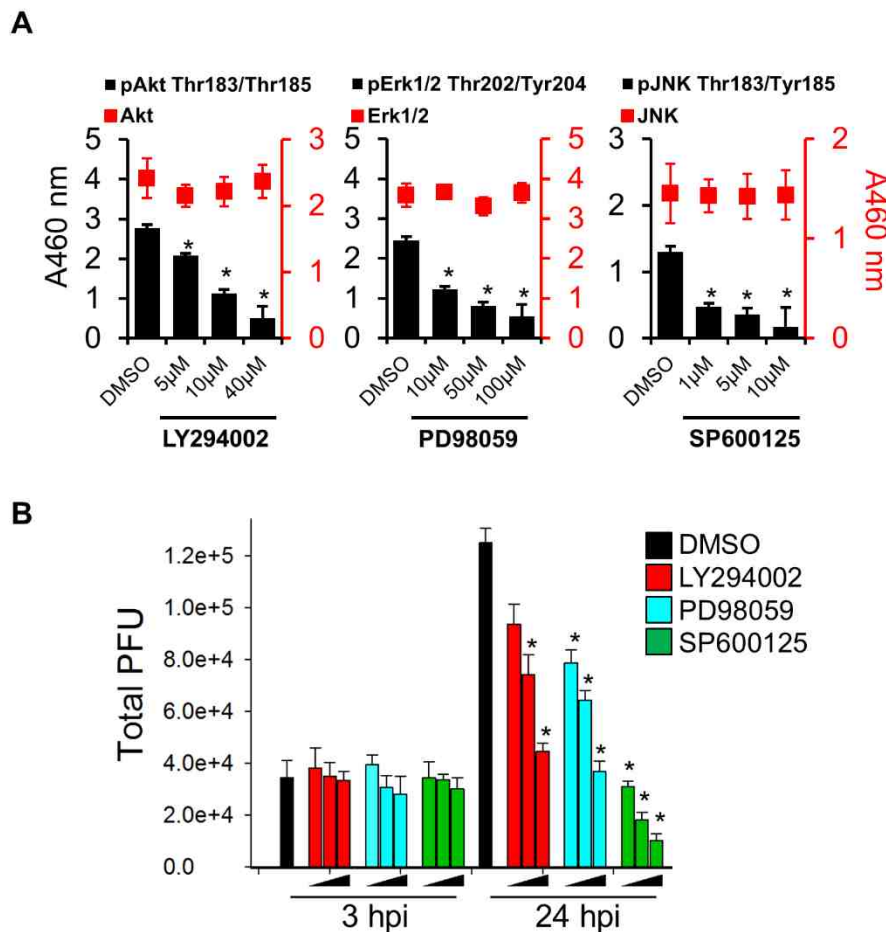 A
pAkt Thr183/Thr185 pErk1/2 Thr202/Tyr204 pJNK Thr183/Tyr185
Akt Erk1/2 JNK
5 3 5 5 3 2
4 4 4
3 2 3 3 2
2 2 2 1
1 1 1 1 1
0 0 0 0 0 0
A460 nm
A460 nm
DMSO 5µM 10µM 40µM DMSO 10µM 50µM 100µM DMSO 1µM 5µM 10µM
* * * * * * * * *
LY294002 PD98059 SP600125
B
Total PFU
1.2e+5
1.0e+5
8.0e+4
6.0e+4
4.0e+4
2.0e+4
0.0
DMSO
LY294002
PD98059
SP600125
* * * * * * * *
3 hpi 24 hpi